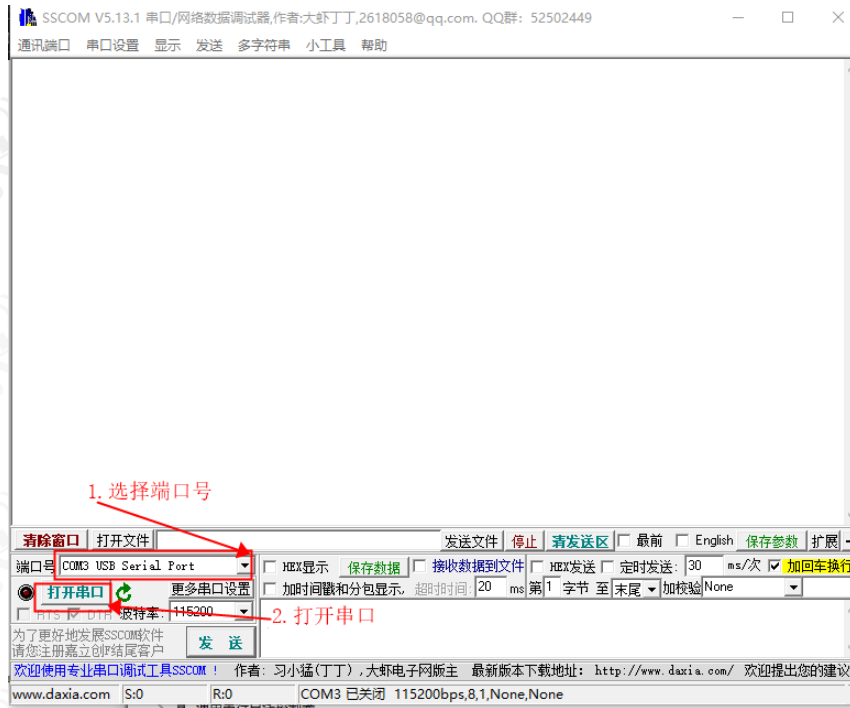 SSCOM V5.13.1 串口/网络数据调试器,作者:大虾丁丁,2618058@qq.com. QQ群: 52502449
通讯端口 串口设置 显示 发送 多字符串 小工具 帮助
1.选择端口号
清除窗口 打开文件 发送文件 停止 清发送区 最前 English 保存参数 扩展 -
端口号 COM3 USB Serial Port HEX显示 保存数据 接收数据到文件 HEX发送 定时发送: 30 ms/次 加回车换行
打开串口 更多串口设置 加时间戳和分包显示, 超时时间: 20 ms 第1 字节 至 末尾 加校验 None
RTS DTR 波特率: 115200
2.打开串口
为了更好地发展SSCOM软件
请您注册嘉立创F结尾客户
发 送
欢迎使用专业串口调试工具SSCOM ! 作者: 习小猛(丁丁),大虾电子网版主 最新版本下载地址: http://www.daxia.com/ 欢迎提出您的建议
www.daxia.com S:0 R:0 COM3 已关闭 115200bps,8,1,None,None